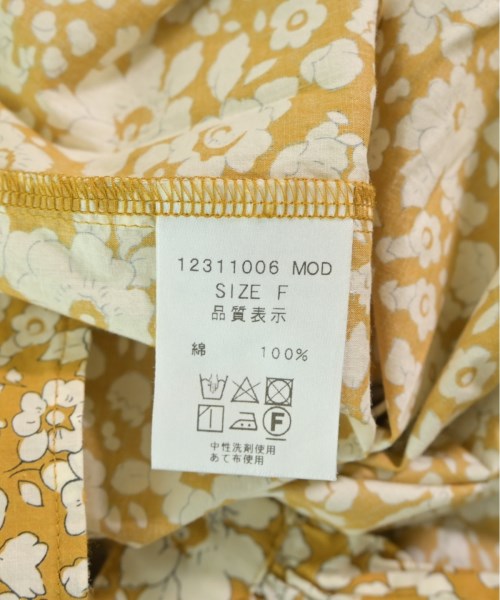 12311006 MOD
SIZE F
品質表示
綿 100%
F
中性洗剤使用
あて布使用